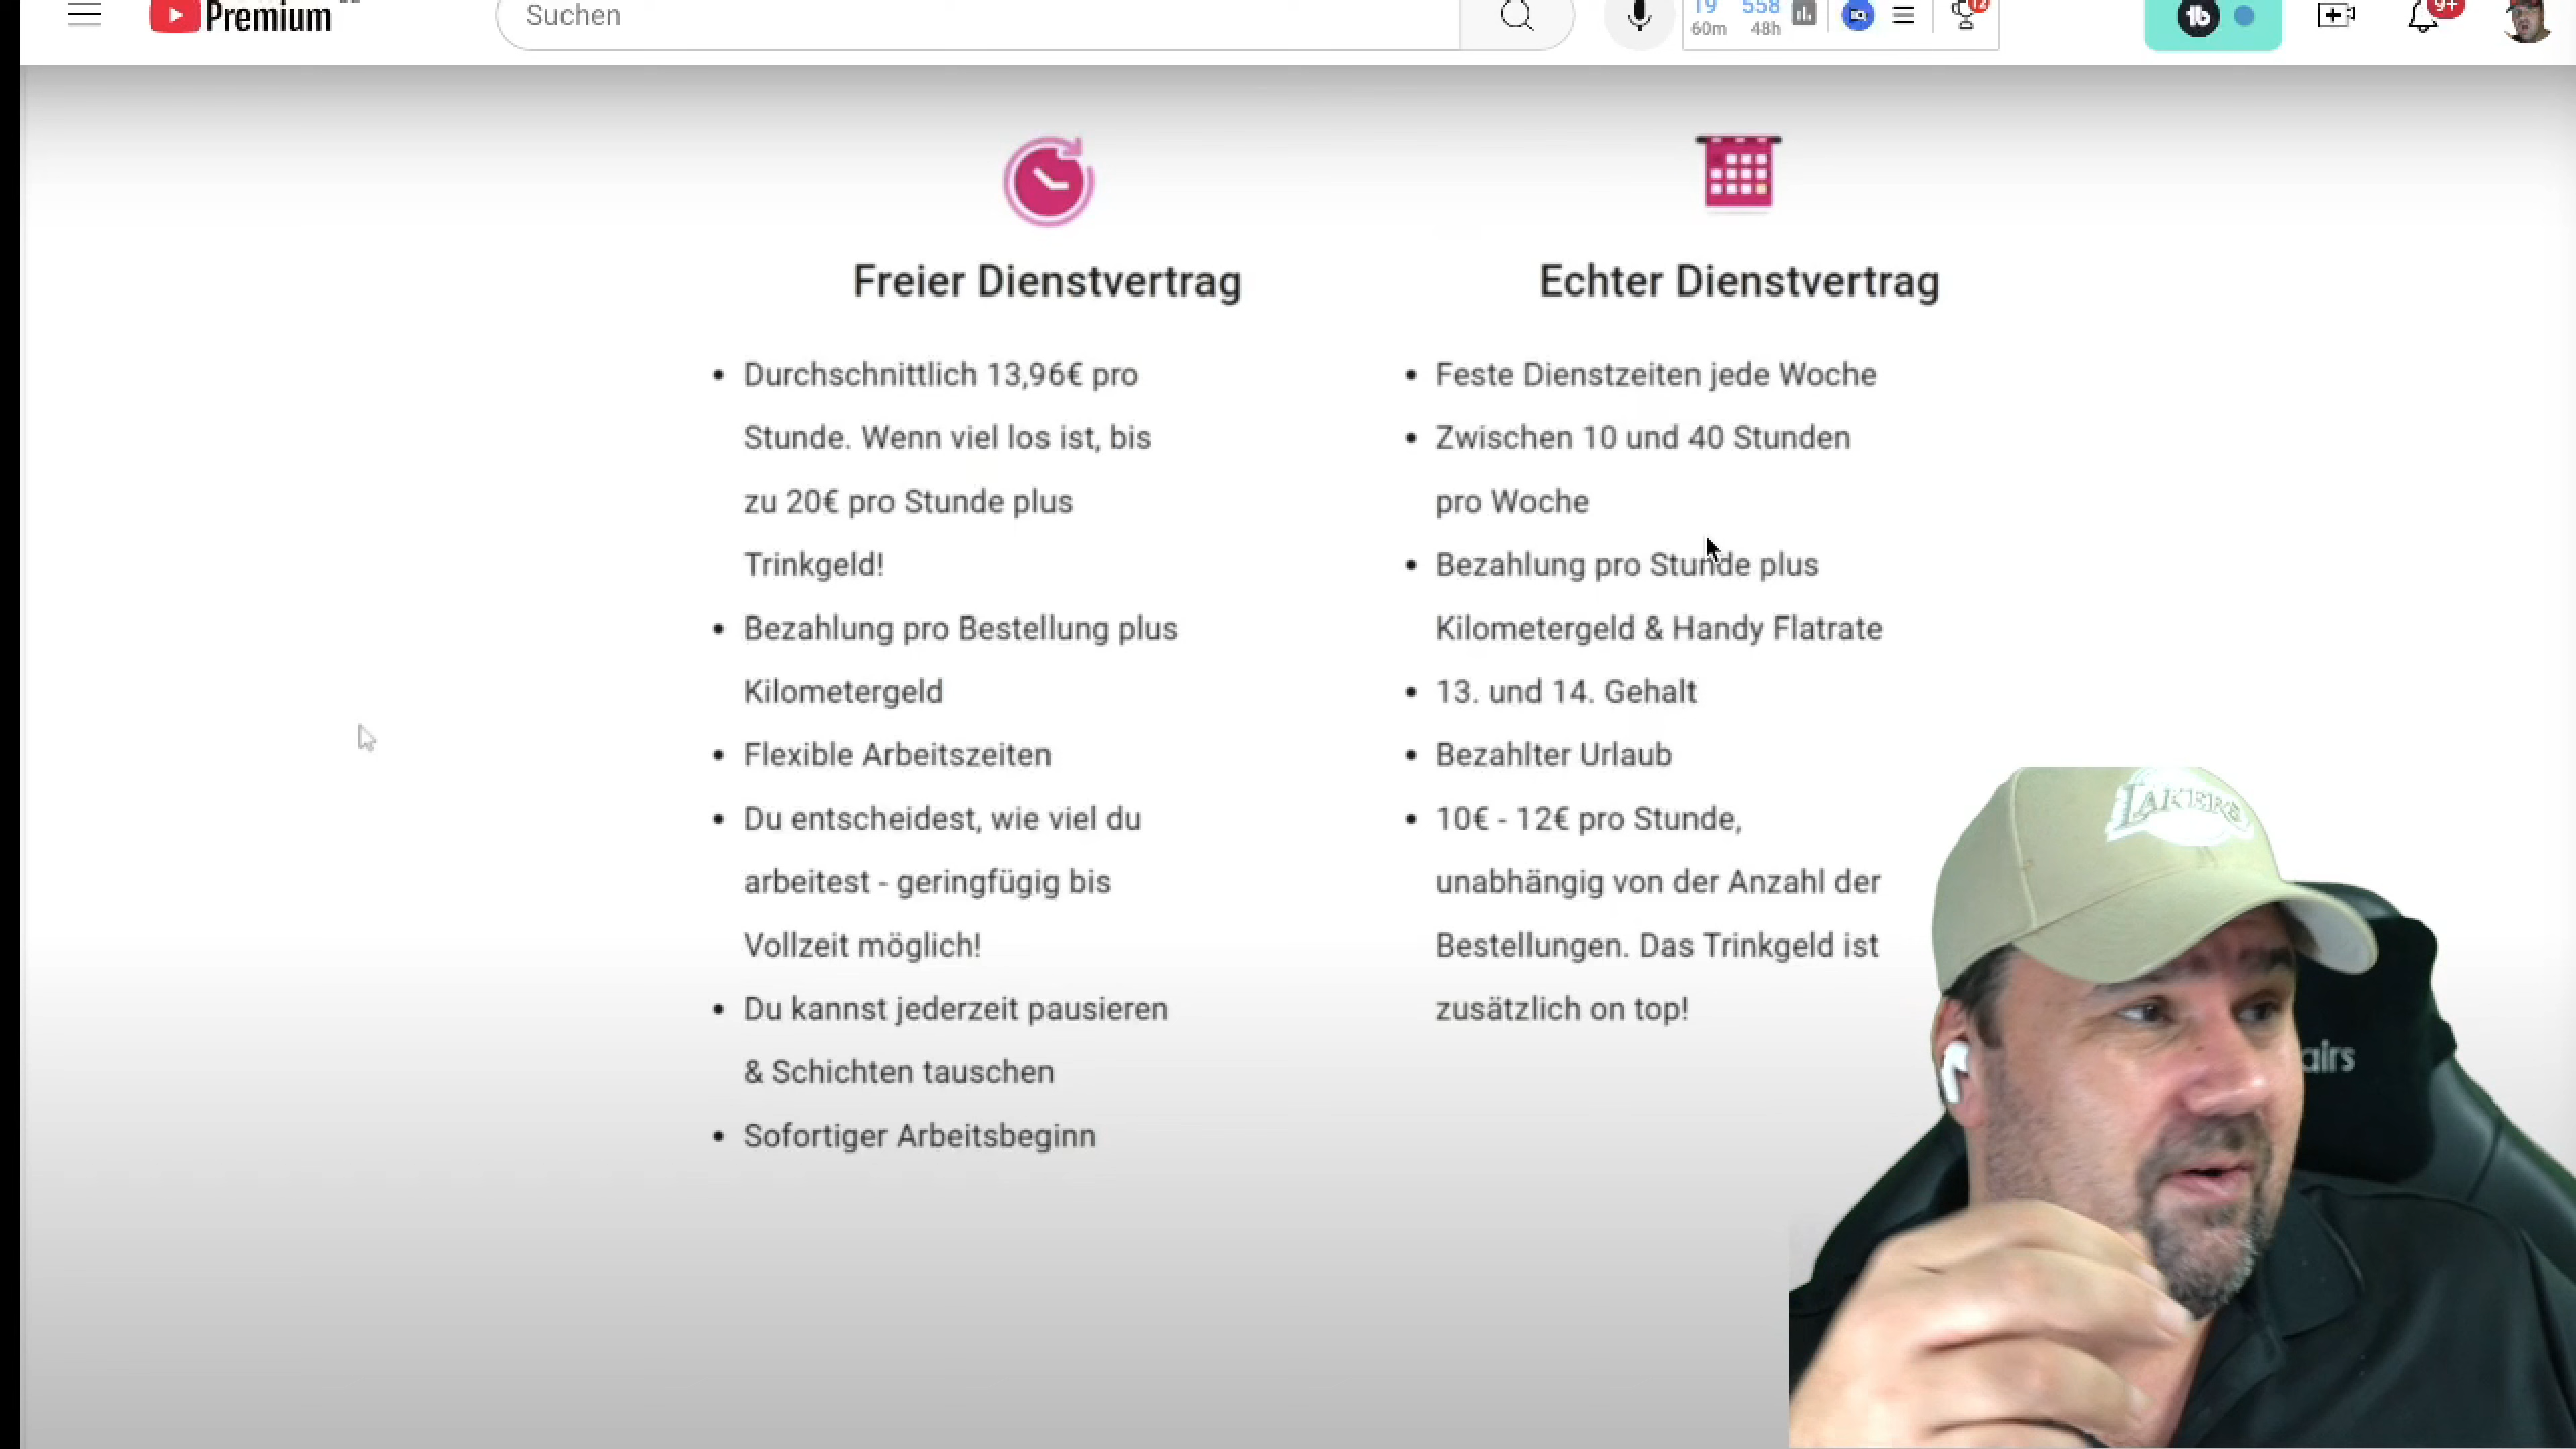 Premium
Suchen
19 558
60m 48h
12
9+
Freier Dienstvertrag
Durchschnittlich 13,96€ pro
Stunde. Wenn viel los ist, bis
zu 20€ pro Stunde plus
Trinkgeld!
Bezahlung pro Bestellung plus
Kilometergeld
Flexible Arbeitszeiten
Du entscheidest, wie viel du
arbeitest - geringfügig bis
Vollzeit möglich!
Du kannst jederzeit pausieren
& Schichten tauschen
Sofortiger Arbeitsbeginn
Echter Dienstvertrag
Feste Dienstzeiten jede Woche
Zwischen 10 und 40 Stunden
pro Woche
Bezahlung pro Stunde plus
Kilometergeld & Handy Flatrate
13. und 14. Gehalt
Bezahlter Urlaub
10€ - 12€ pro Stunde,
unabhängig von der Anzahl der
Bestellungen. Das Trinkgeld ist
zusätzlich on top!
LAKERS
airs